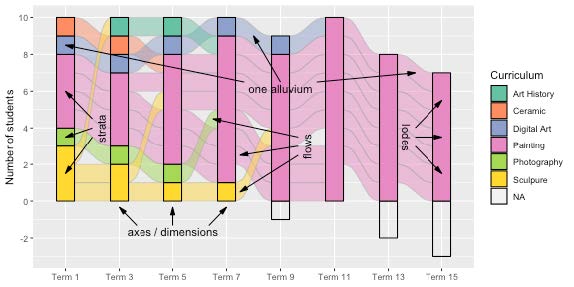 Number of students
10
8
6
4
2
0
-2
one alluvium
strata
flows
lodes
axes / dimensions
Term 1 Term 3 Term 5 Term 7 Term 9 Term 11 Term 13 Term 15
Curriculum
Art History
Ceramic
Digital Art
Painting
Photography
Sculpure
NA